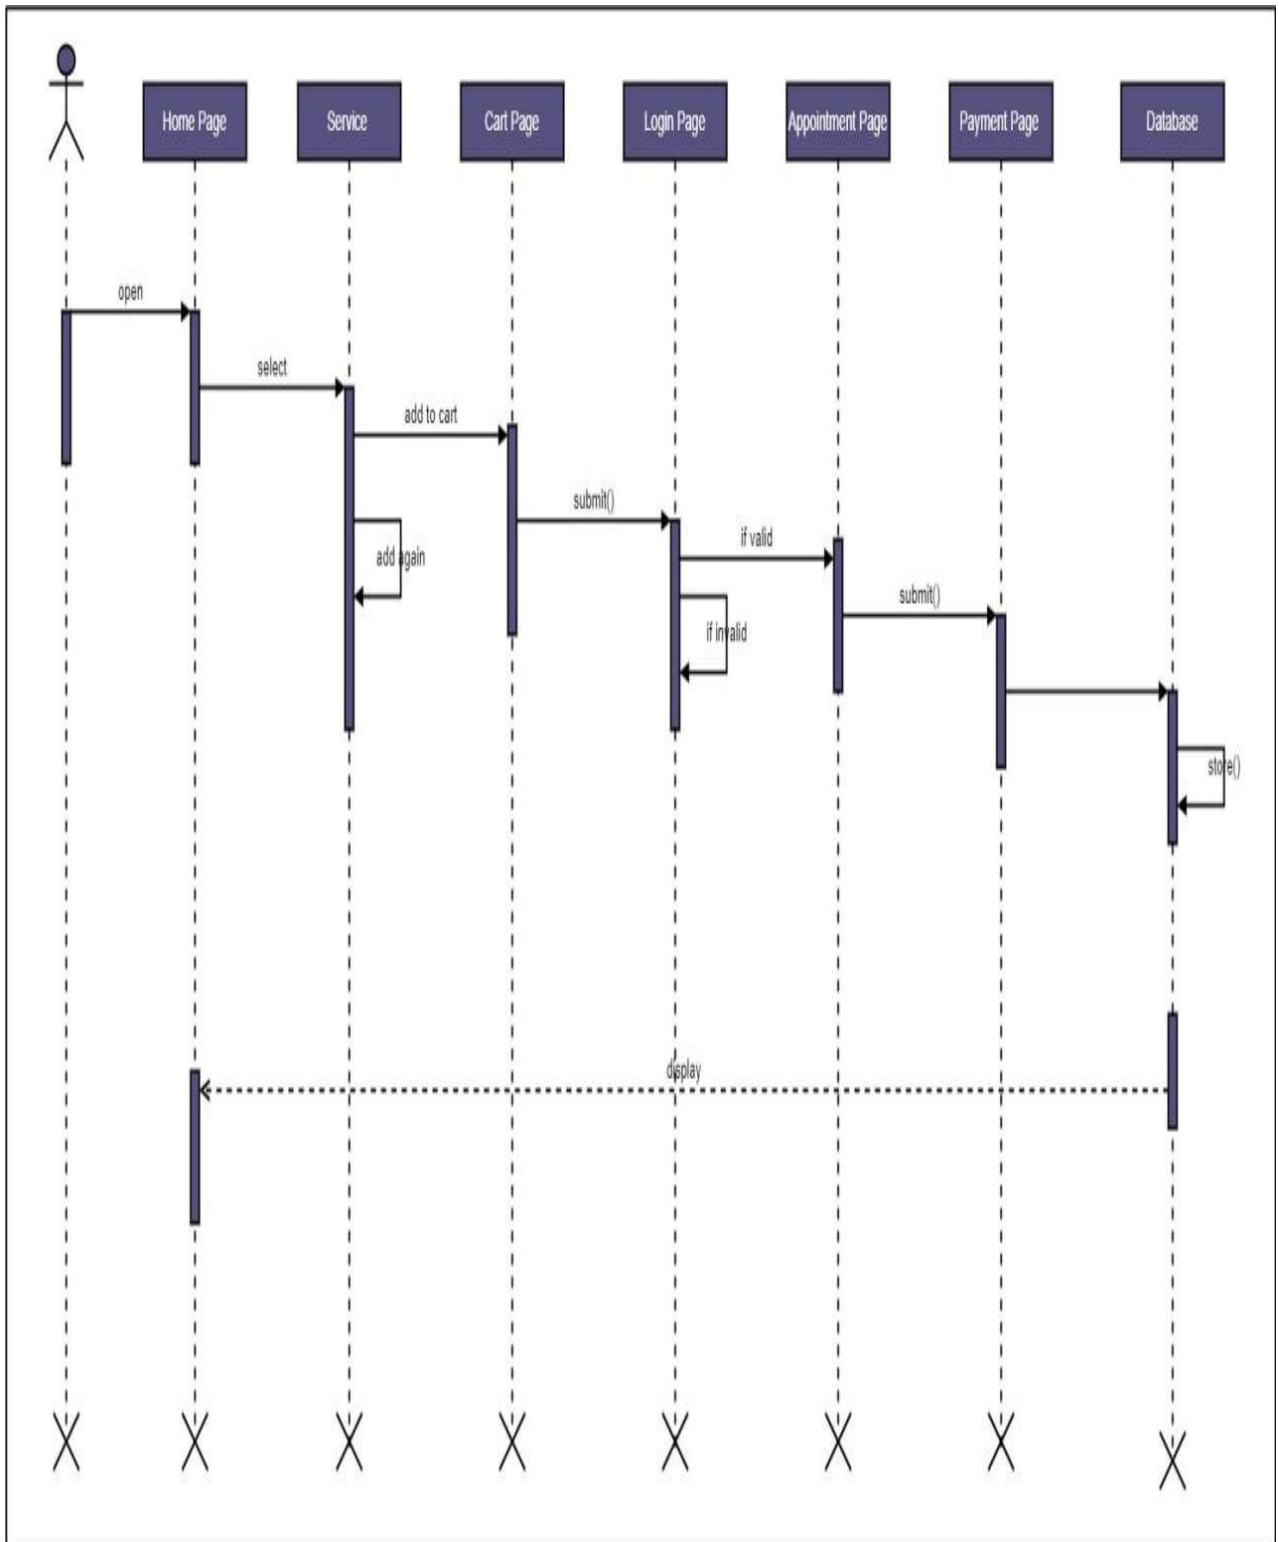 Home Page
Service
Cart Page
Login Page
Appointment Page
Payment Page
Database
open
select
add to cart
submit()
add again
if valid
submit()
if invalid
store()
display